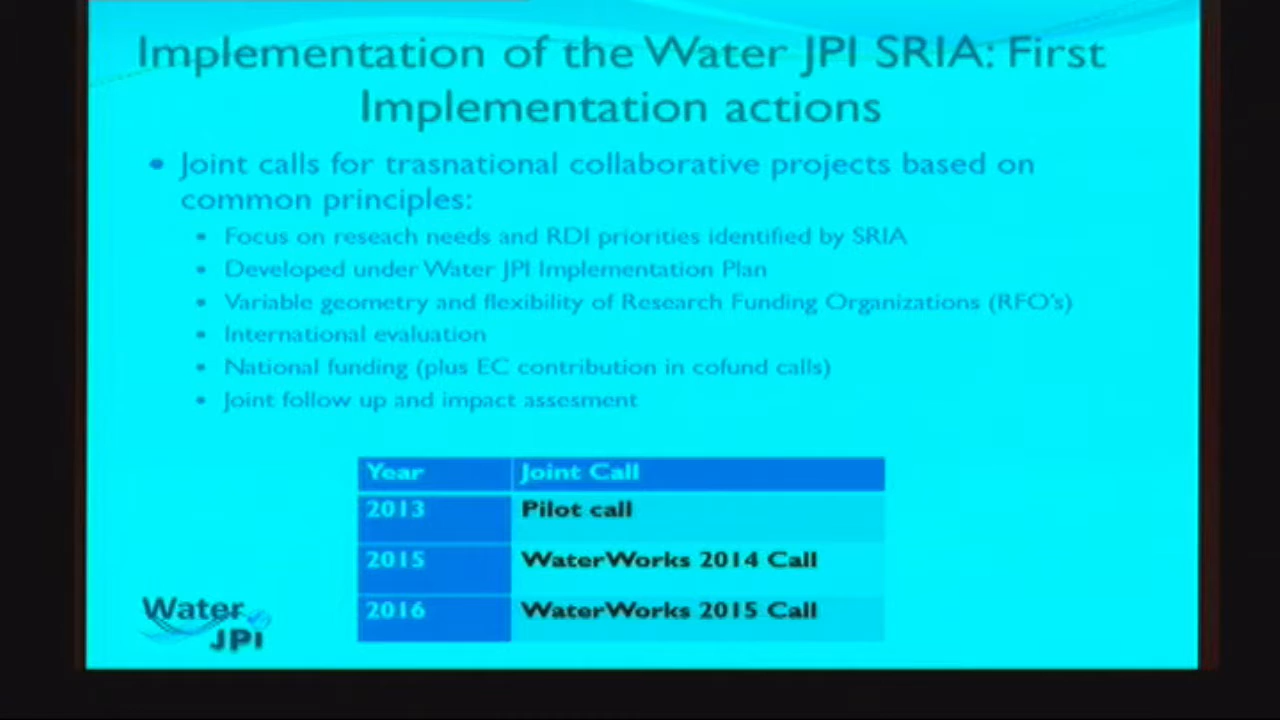 Implementation of the Water JPI SRIA: First
Implementation actions
• Joint calls for trasnational collaborative projects based on
common principles:
• Focus on reseach needs and RDI priorities identified by SRIA
• Developed under Water JPI Implementation Plan
• Variable geometry and flexibility of Research Funding Organizations (RFO's)
• International evaluation
• National funding (plus EC contribution in cofund calls)
• Joint follow up and impact assesment
Year Joint Call
2013 Pilot call
2015 WaterWorks 2014 Call
2016 WaterWorks 2015 Call
Water
JPI